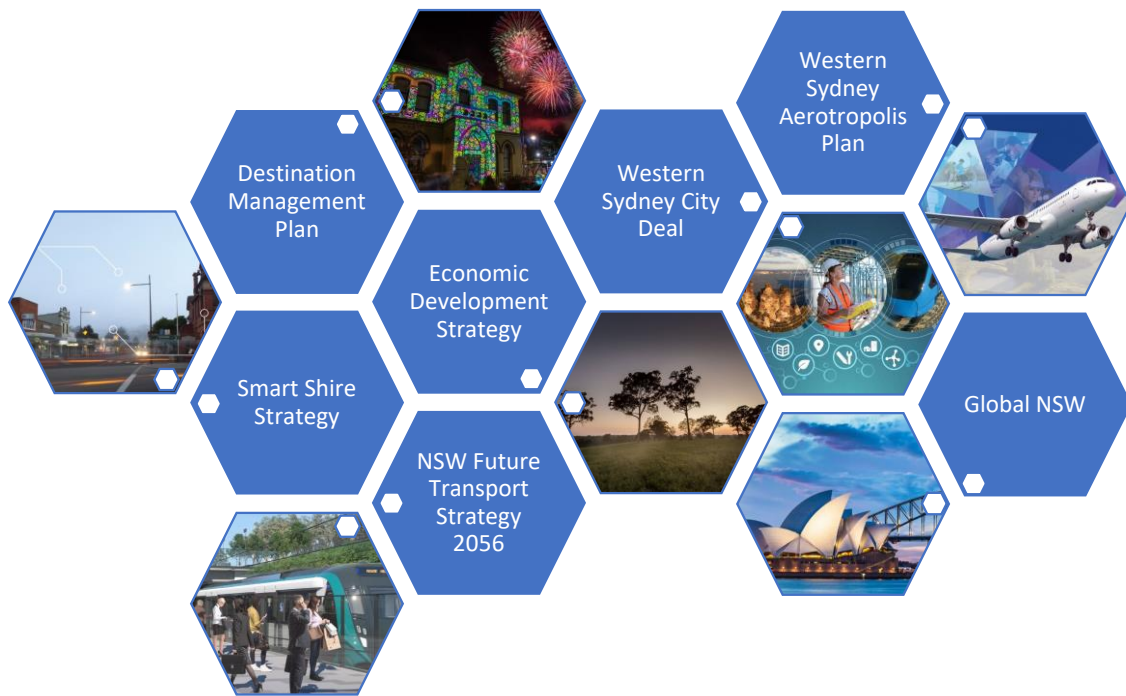 Destination
Management
Plan
Economic
Development
Strategy
Western
Sydney City
Deal
Western
Sydney
Aerotropolis
Plan
Smart Shire
Strategy
NSW Future
Transport
Strategy
2056
Global NSW